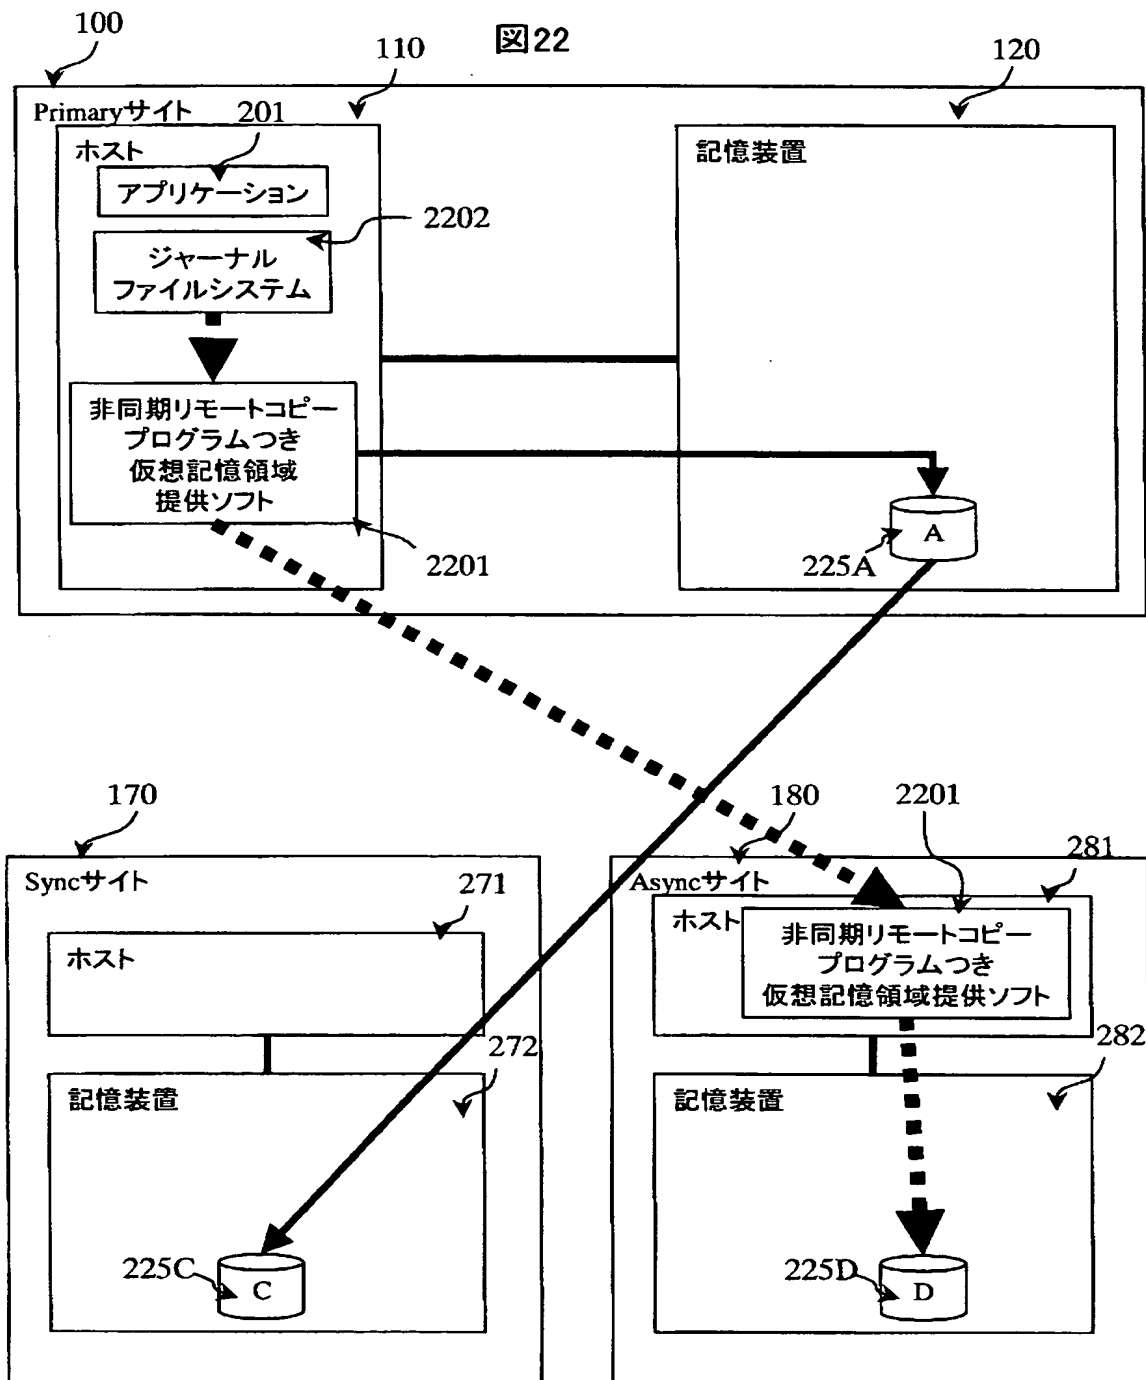 図22
100
110
120
Primaryサイト
201
ホスト
アプリケーション
2202
ジャーナル
ファイルシステム
記憶装置
非同期リモートコピー
プログラムつき
仮想記憶領域
提供ソフト
2201
A
225A
170
180
2201
281
Syncサイト
271
ホスト
272
記憶装置
225C
C
Asyncサイト
ホスト
非同期リモートコピー
プログラムつき
仮想記憶領域提供ソフト
282
記憶装置
225D
D